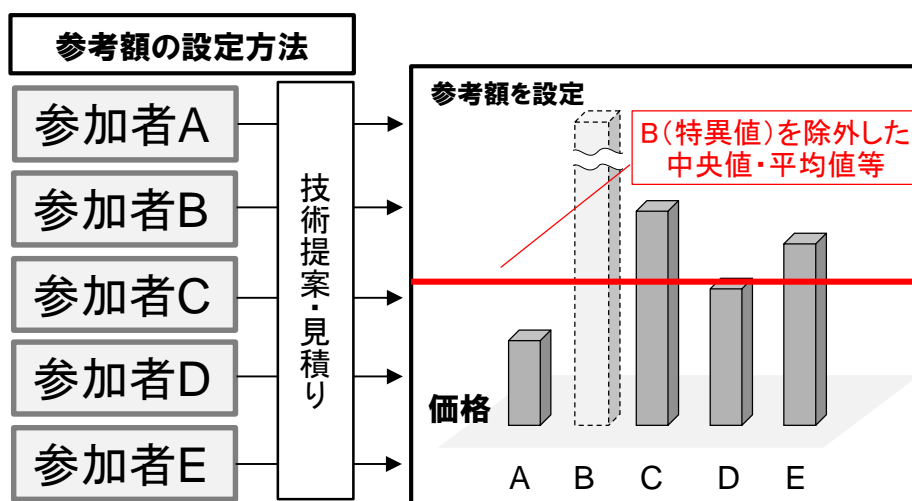 参考額の設定方法
参加者A
参加者B
参加者C
参加者D
参加者E
技術提案・見積り
参考額を設定
B(特異値)を除外した
中央値・平均値等
価格
A B C D E